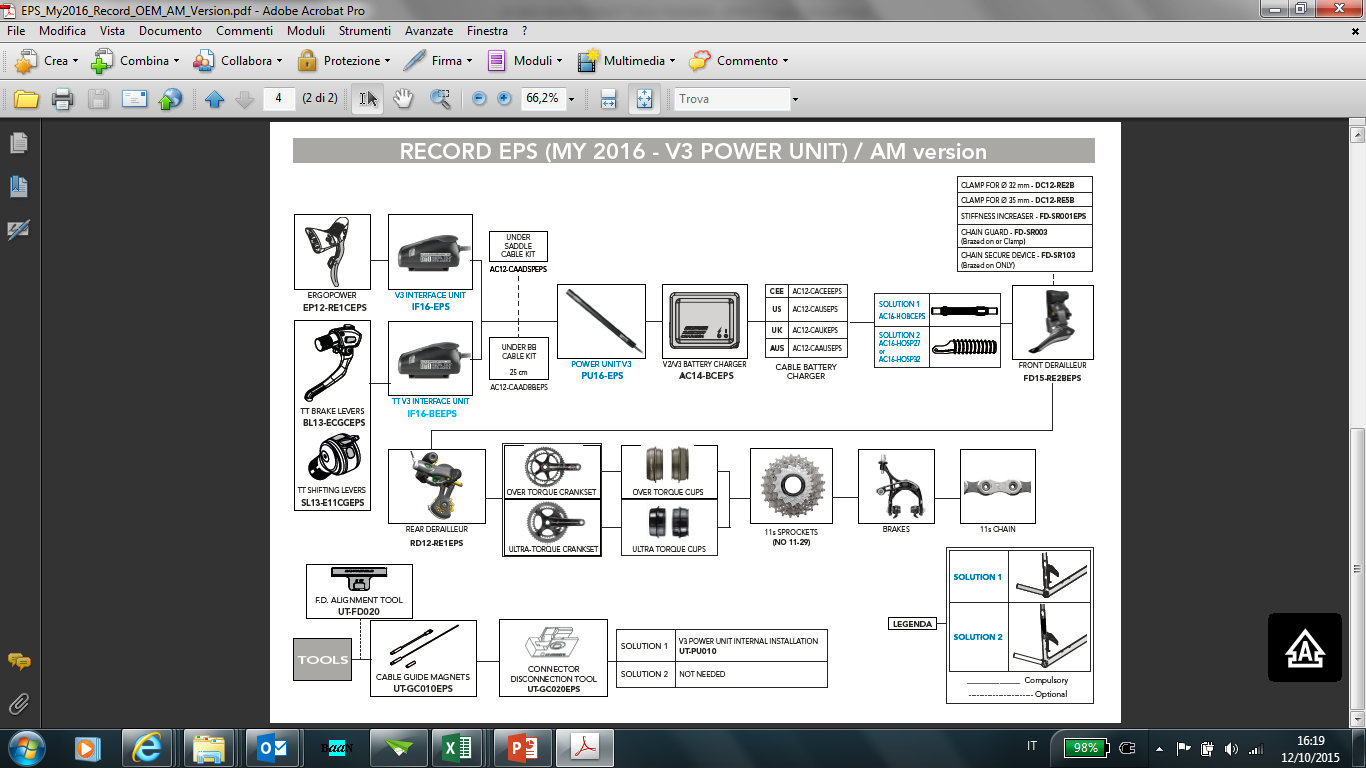 EPS_My2016_Record_OEM_AM_Version.pdf - Adobe Acrobat Pro
File Modifica Vista Documento Commenti Moduli Strumenti Avanzate Finestra ?
Crea Combina Collabora Protezione Firma Moduli Multimedia Commento
4 (2 di 2) 66,2% Trova
RECORD EPS (MY 2016 - V3 POWER UNIT) / AM version
CLAMP FOR Ø 32 mm - DC12-RE2B
CLAMP FOR Ø 35 mm - DC12-RE5B
STIFFNESS INCREASER - FD-SR001EPS
CHAIN GUARD - FD-SR003
(Brazed on or Clamp)
CHAIN SECURE DEVICE - FD-SR103
(Brazed ONLY)
ERGOPOWER
EP12-RE1CEPS
V3 INTERFACE UNIT
IF16-EPS
UNDER
SADDLE
CABLE KIT
AC12-CAADSPEPS
TT BRAKE LEVERS
BL13-ECGCEPS
TT SHIFTING LEVERS
SL13-E11CGEPS
TT V3 INTERFACE UNIT
IF16-BEEPS
UNDER BB
CABLE KIT
25 cm
AC12-CAADBBEPS
POWER UNIT V3
PU16-EPS
V2/V3 BATTERY CHARGER
AC14-BCEPS
CEE AC12-CACEEEPS
US AC12-CAUSEPS
UK AC12-CAUKEPS
AUS AC12-CAAUSEPS
CABLE BATTERY
CHARGER
SOLUTION 1
AC16-HOBCEPS
SOLUTION 2
AC16-HOSP27
or
AC16-HOSP32
FRONT DERAILLEUR
FD15-RE2BEPS
REAR DERAILLEUR
RD12-RE1EPS
OVER TORQUE CRANKSET
ULTRA-TORQUE CRANKSET
OVER TORQUE CUPS
ULTRA TORQUE CUPS
11s SPROCKETS
(NO 11-29)
BRAKES
11s CHAIN
F.D. ALIGNMENT TOOL
UT-FD020
TOOLS
CABLE GUIDE MAGNETS
UT-GC010EPS
CONNECTOR
DISCONNECTION TOOL
UT-GC020EPS
SOLUTION 1 V3 POWER UNIT INTERNAL INSTALLATION
UT-PU010
SOLUTION 2 NOT NEEDED
LEGENDA
SOLUTION 1
SOLUTION 2
Compulsory
Optional
BaaN
IT 98% 16:19
12/10/2015